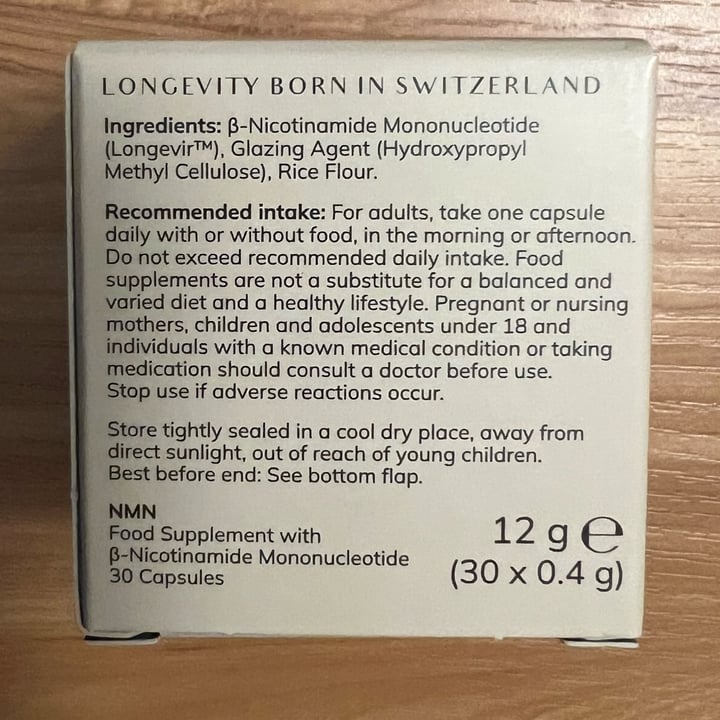 LONGEVITY BORN IN SWITZERLAND
Ingredients: β-Nicotinamide Mononucleotide
(Longevir™), Glazing Agent (Hydroxypropyl
Methyl Cellulose), Rice Flour.
Recommended intake: For adults, take one capsule
daily with or without food, in the morning or afternoon.
Do not exceed recommended daily intake. Food
supplements are not a substitute for a balanced and
varied diet and a healthy lifestyle. Pregnant or nursing
mothers, children and adolescents under 18 and
individuals with a known medical condition or taking
medication should consult a doctor before use.
Stop use if adverse reactions occur.
Store tightly sealed in a cool dry place, away from
direct sunlight, out of reach of young children.
Best before end: See bottom flap.
NMN
Food Supplement with
β-Nicotinamide Mononucleotide
30 Capsules
12 g ℮
(30 x 0.4 g)